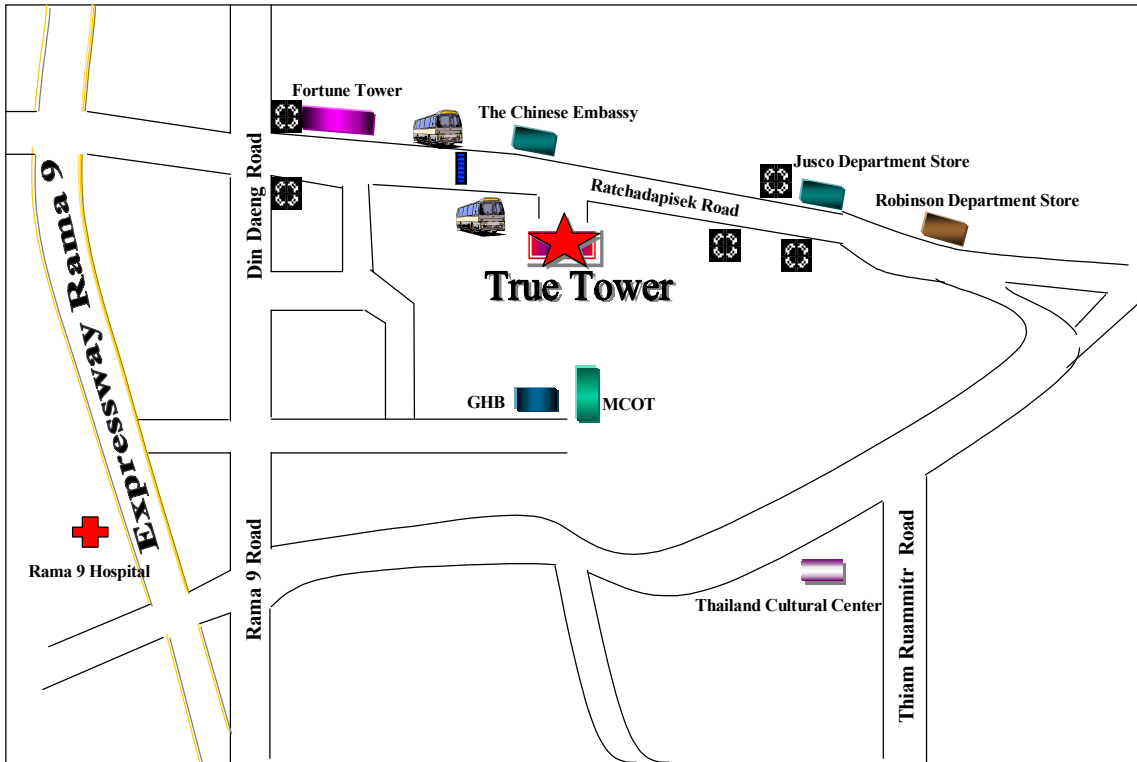 Fortune Tower
The Chinese Embassy
Jusco Department Store
Robinson Department Store
Ratchadapisek Road
Din Daeng Road
Expressway Rama 9
True Tower
GHB
MCOT
Rama 9 Hospital
Rama 9 Road
Thailand Cultural Center
Thiam Ruammitr Road